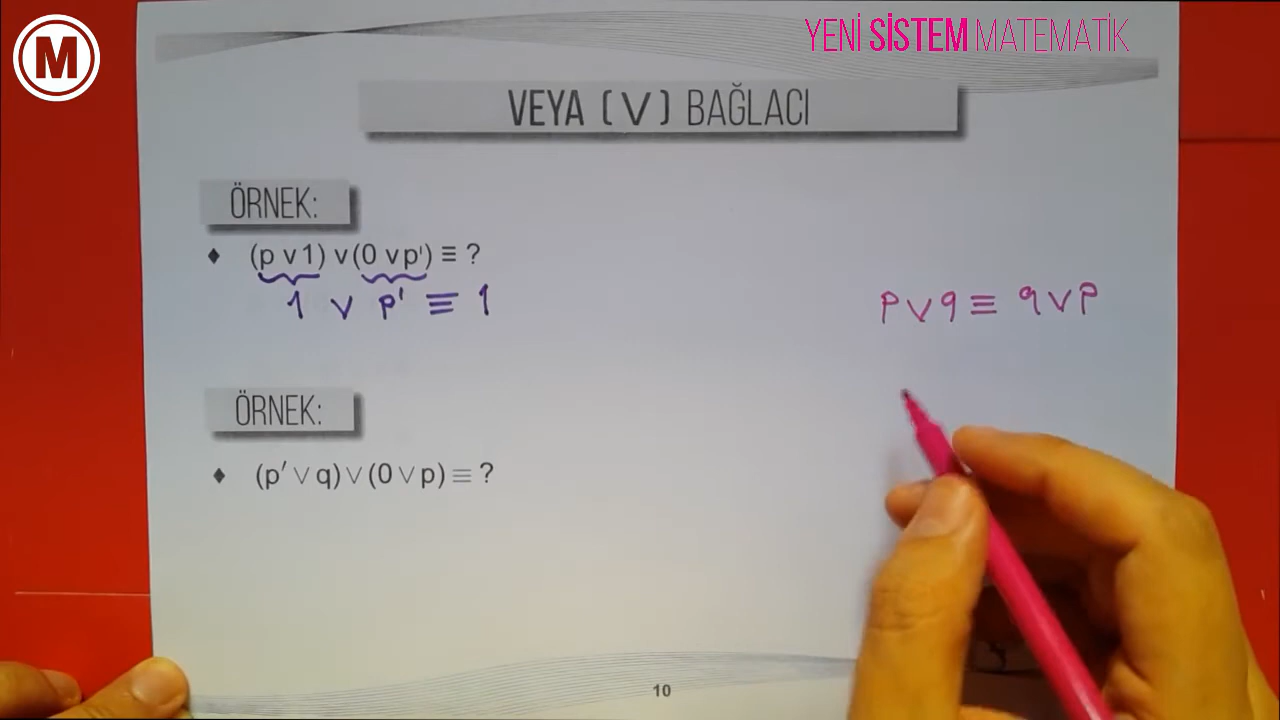 M
YENİ SİSTEM MATEMATİK
VEYA (V) BAĞLACI
ÖRNEK:
♦ (p v 1) v (0 v p') ≡ ?
1 v p' ≡ 1
p v q ≡ q v p
ÖRNEK:
♦ (p′ ∨ q) ∨ (0 ∨ p) ≡ ?
10